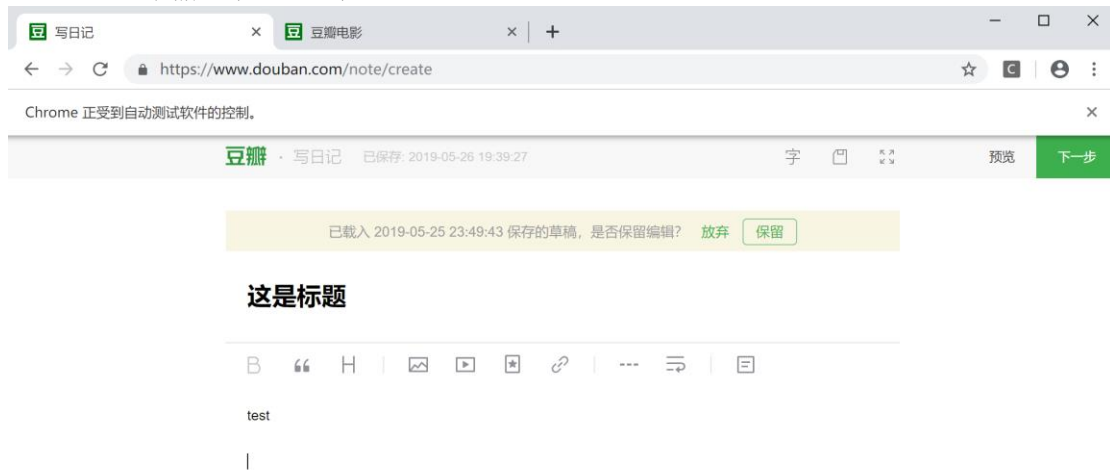 写日记
豆瓣电影
https://www.douban.com/note/create
Chrome 正受到自动测试软件的控制。
豆瓣 · 写日记 已保存: 2019-05-26 19:39:27 字 预览 下一步
已载入 2019-05-25 23:49:43 保存的草稿，是否保留编辑？ 放弃 保留
这是标题
B H
test